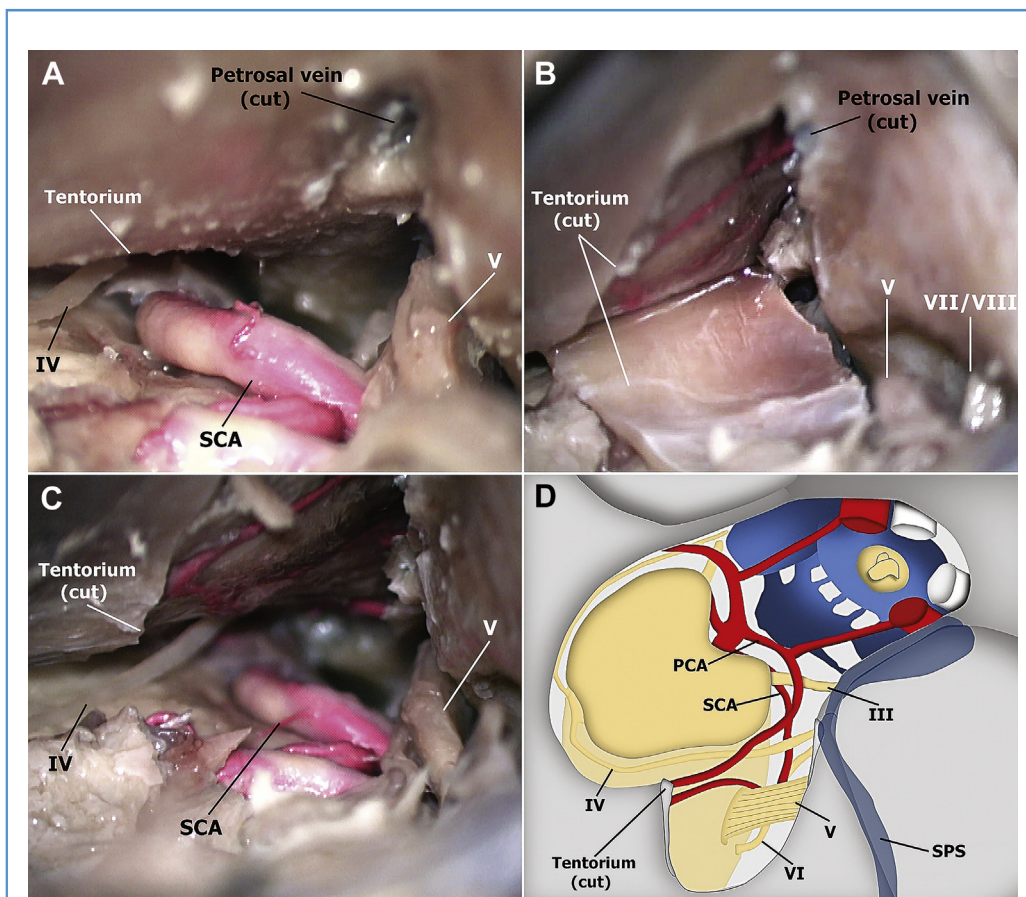 A
Petrosal vein
(cut)
Tentorium
V
IV
SCA
B
Petrosal vein
(cut)
Tentorium
(cut)
V
VII/VIII
C
Tentorium
(cut)
V
IV
SCA
D
PCA
SCA
III
IV
V
Tentorium
(cut)
VI
SPS